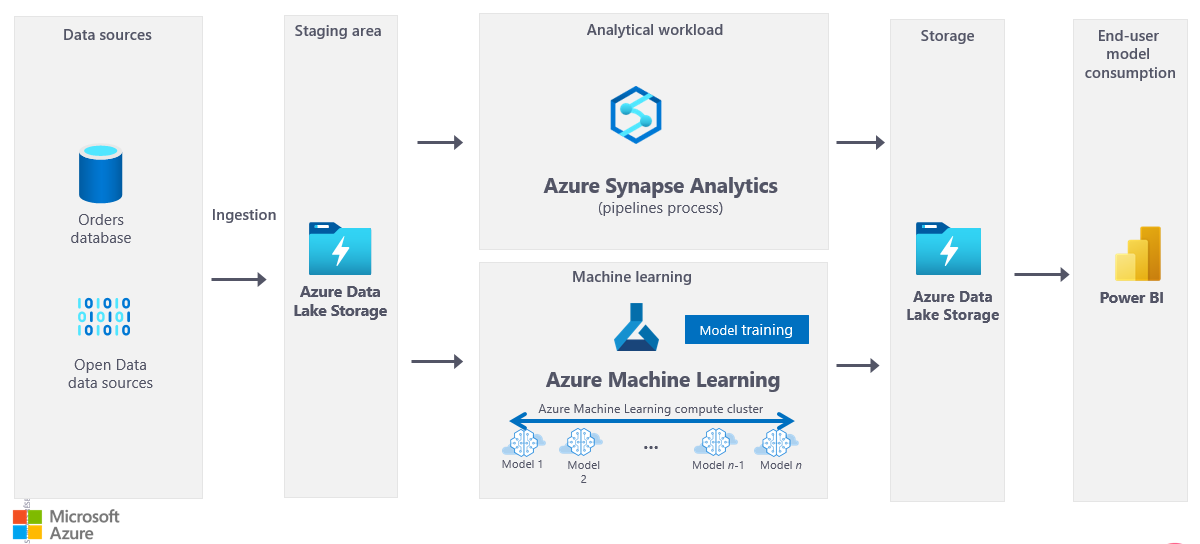 Data sources
Orders
database
Open Data
data sources
Ingestion
Staging area
Azure Data
Lake Storage
Analytical workload
Azure Synapse Analytics
(pipelines process)
Machine learning
Model training
Azure Machine Learning
Azure Machine Learning compute cluster
Model 1
Model
2
...
Model n-1
Model n
Storage
Azure Data
Lake Storage
End-user
model
consumption
Power BI
Microsoft
Azure